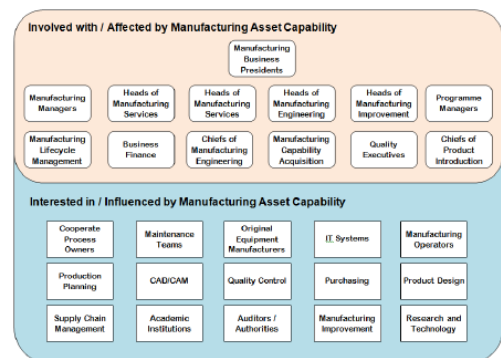 Involved with / Affected by Manufacturing Asset Capability
Manufacturing
Business
Presidents
Manufacturing
Managers
Heads of
Manufacturing
Services
Heads of
Manufacturing
Services
Heads of
Manufacturing
Engineering
Heads of
Manufacturing
Improvement
Programme
Managers
Manufacturing
Lifecycle
Management
Business
Finance
Chiefs of
Manufacturing
Engineering
Manufacturing
Capability
Acquisition
Quality
Executives
Chiefs of
Product
Introduction
Interested in / Influenced by Manufacturing Asset Capability
Cooperate
Process
Owners
Maintenance
Teams
Original
Equipment
Manufacturers
IT Systems
Manufacturing
Operators
Production
Planning
CAD/CAM
Quality Control
Purchasing
Product Design
Supply Chain
Management
Academic
Institutions
Auditors /
Authorities
Manufacturing
Improvement
Research and
Technology